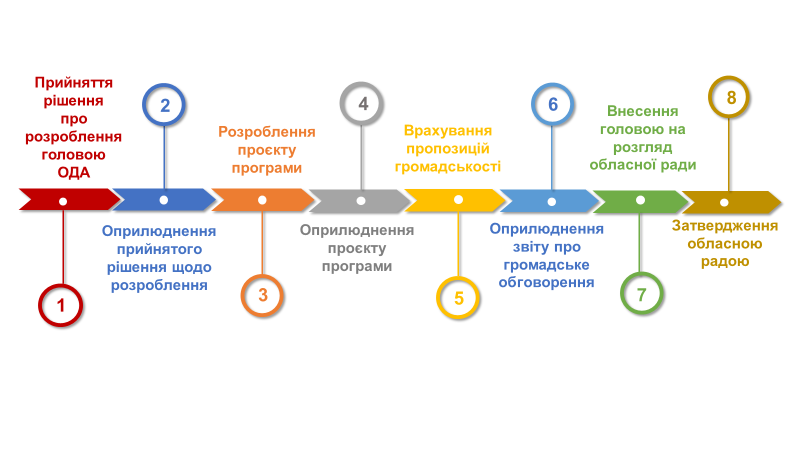 1
Прийняття
рішення
про
розроблення
головою
ОДА
2
Оприлюднення
прийнятого
рішення щодо
розроблення
3
Розроблення
проєкту
програми
4
Оприлюднення
проєкту
програми
5
Врахування
пропозицій
громадськості
6
Оприлюднення
звіту про
громадське
обговорення
7
Внесення
головою на
розгляд
обласної ради
8
Затвердження
обласною
радою